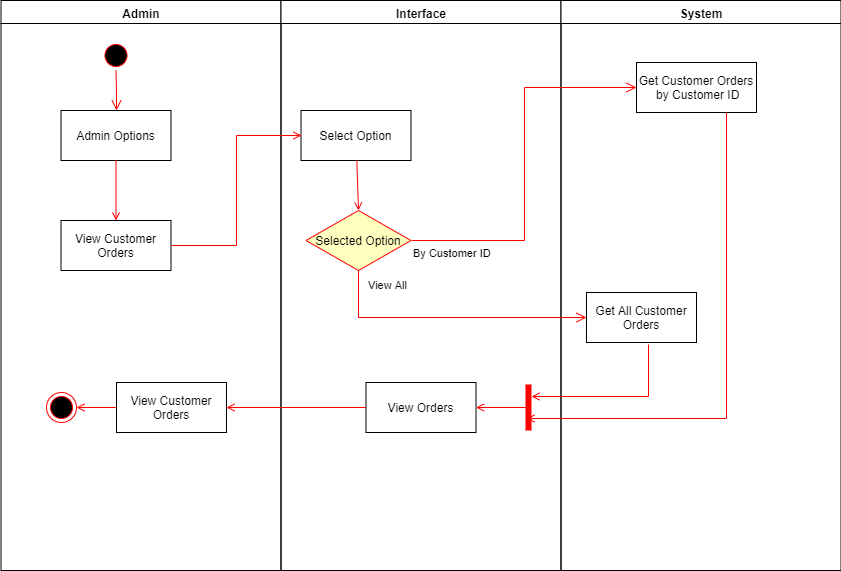 Admin
Interface
System
Admin Options
View Customer
Orders
Select Option
Selected Option
By Customer ID
View All
Get Customer Orders
by Customer ID
Get All Customer
Orders
View Orders
View Customer
Orders